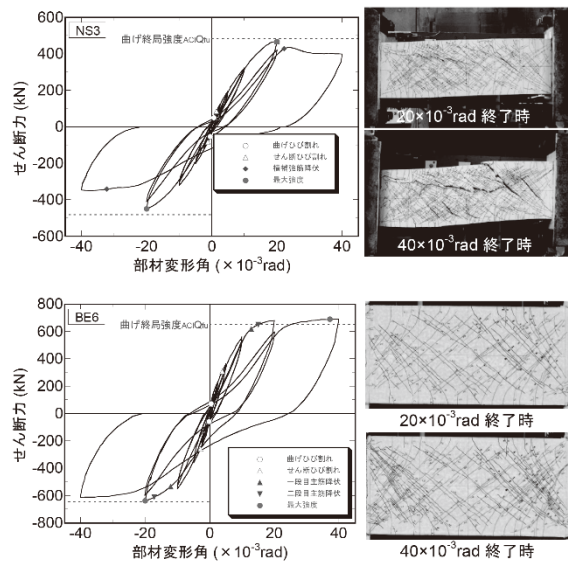 NS3
曲げ終局強度ACIQfu
せん断力 (kN)
600
400
200
0
-200
-400
-600
曲げひび割れ
せん断ひび割れ
横補強筋降伏
最大強度
-40 -20 0 20 40
部材変形角 (×10-3rad)
20×10-3rad 終了時
40×10-3rad 終了時
BE6
曲げ終局強度ACIQfu
せん断力 (kN)
800
600
400
200
0
-200
-400
-600
-800
曲げひび割れ
せん断ひび割れ
一段目主筋降伏
二段目主筋降伏
最大強度
-40 -20 0 20 40
部材変形角 (×10-3rad)
20×10-3rad 終了時
40×10-3rad 終了時